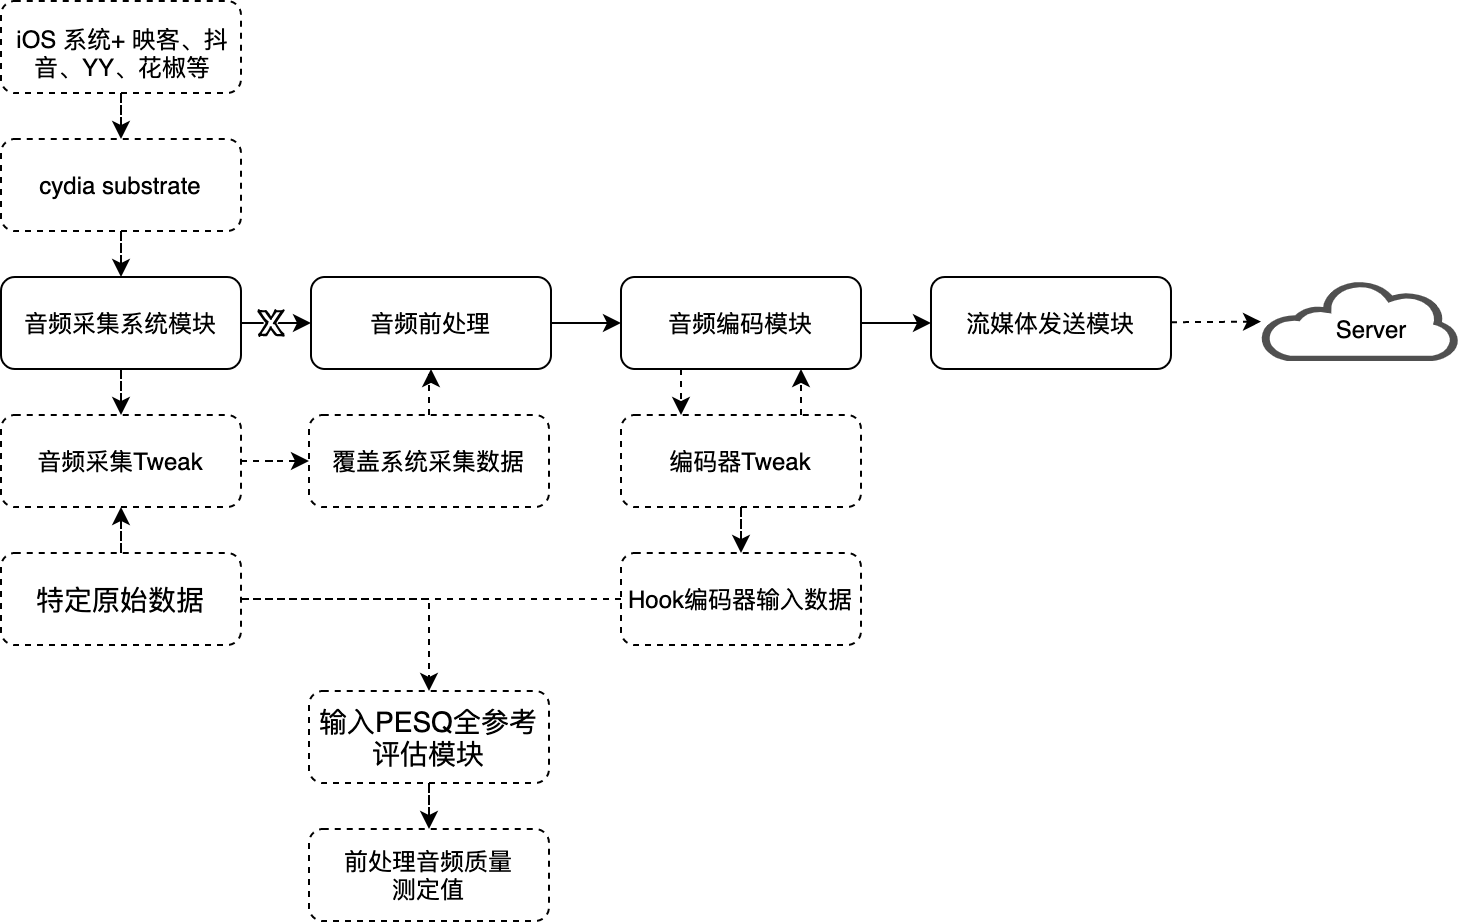 iOS 系统+ 映客、抖
音、YY、花椒等
cydia substrate
音频采集系统模块
X
音频前处理
音频编码模块
流媒体发送模块
Server
音频采集Tweak
覆盖系统采集数据
编码器Tweak
特定原始数据
Hook编码器输入数据
输入PESQ全参考
评估模块
前处理音频质量
测定值